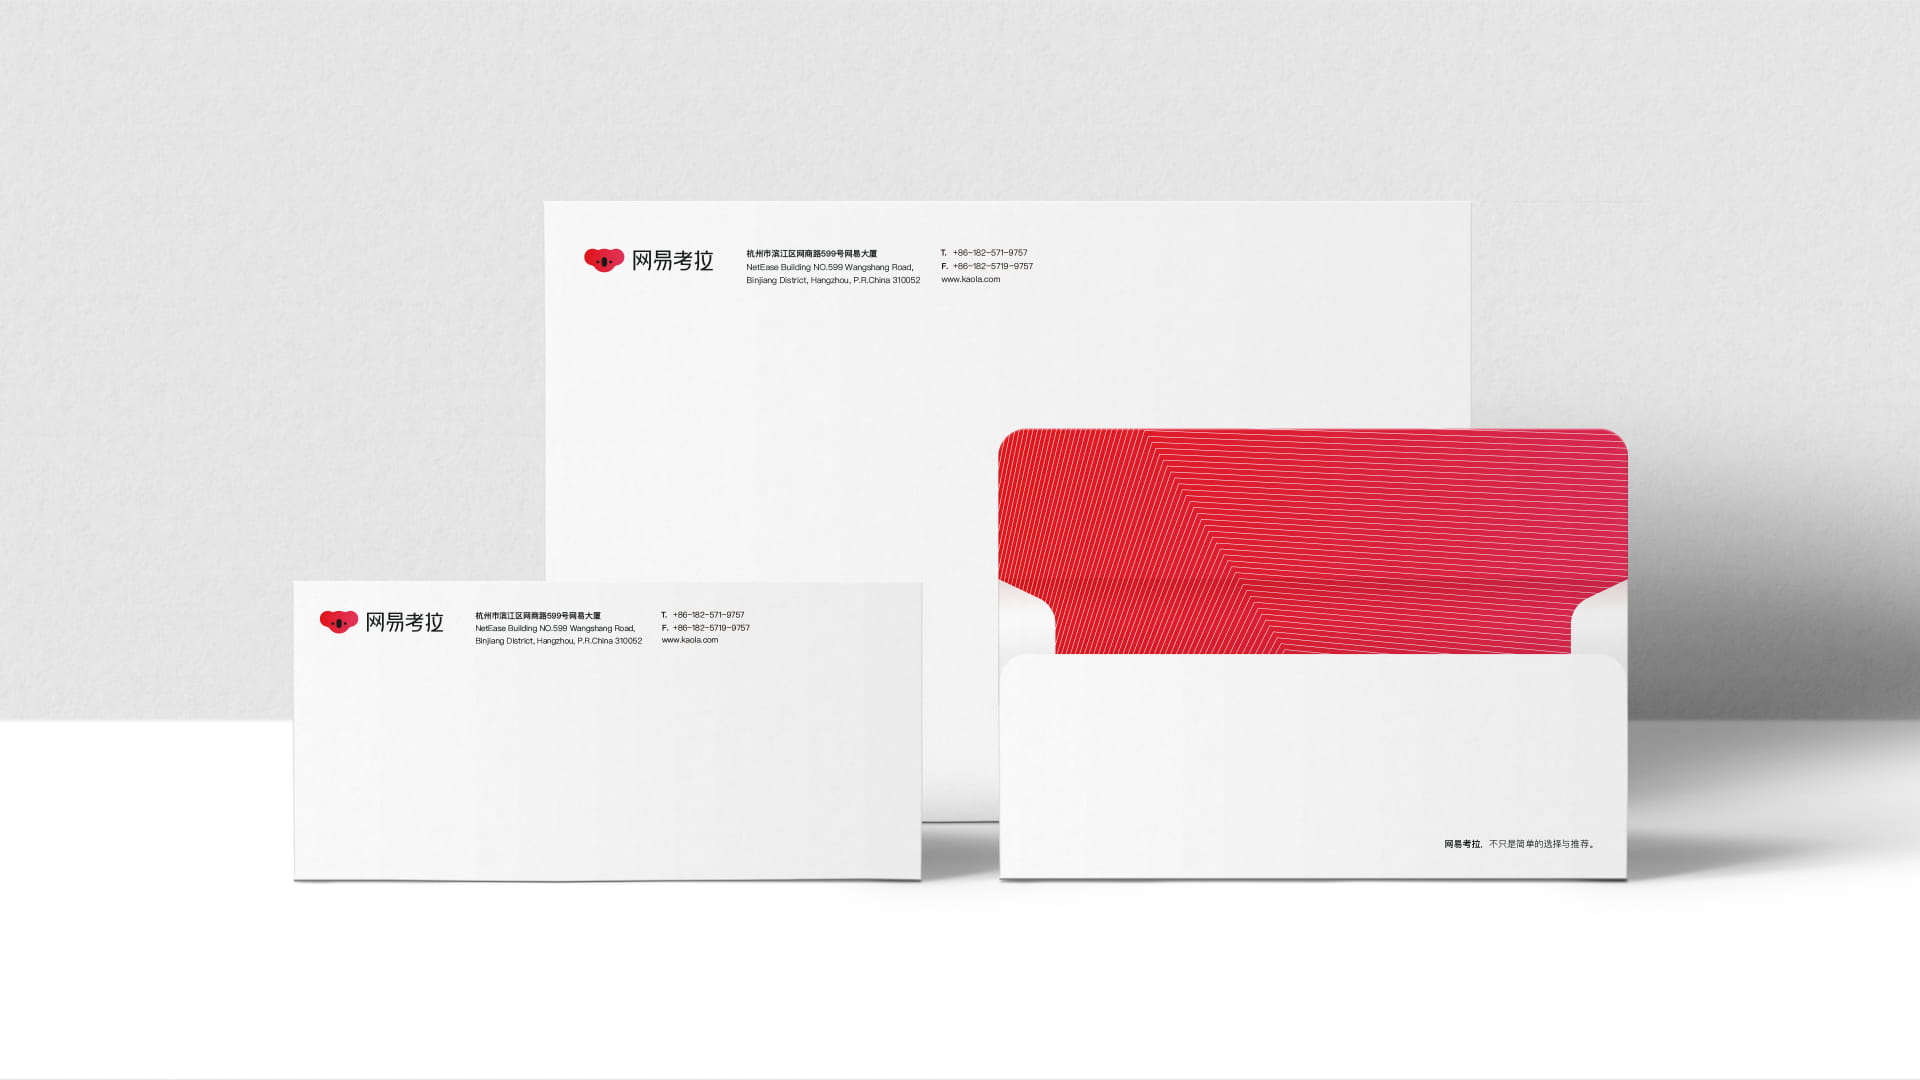 网易考拉
杭州市滨江区网商路599号网易大厦
NetEase Building NO.599 Wangshang Road,
Binjiang District, Hangzhou, P.R.China 310052
T. +86-182-571-9757
F. +86-182-5719-9757
www.kaola.com
网易考拉
杭州市滨江区网商路599号网易大厦
NetEase Building NO.599 Wangshang Road,
Binjiang District, Hangzhou, P.R.China 310052
T. +86-182-571-9757
F. +86-182-5719-9757
www.kaola.com
网易考拉，不只是简单的选择与推荐。